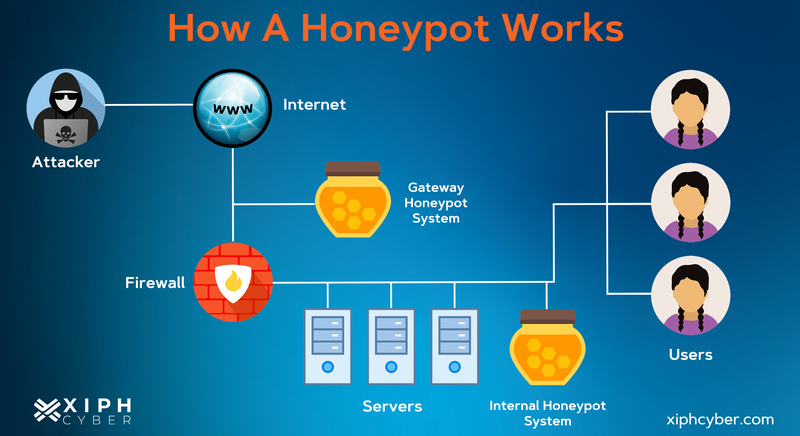 How A Honeypot Works
www
Internet
Attacker
Gateway
Honeypot
System
Firewall
Users
Servers
Internal Honeypot
System
XIPH
CYBER
xiphcyber.com